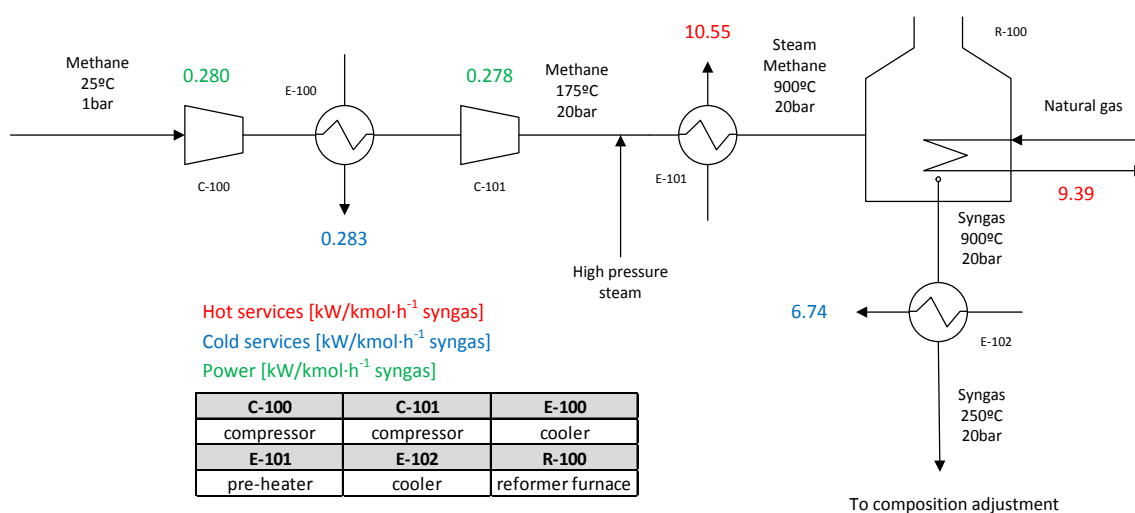 Methane
25ºC
1bar
0.280
C-100
E-100
0.283
0.278
C-101
Methane
175ºC
20bar
High pressure
steam
10.55
E-101
Steam
Methane
900ºC
20bar
R-100
Natural gas
9.39
Syngas
900ºC
20bar
6.74
E-102
Syngas
250ºC
20bar
To composition adjustment
Hot services [kW/kmol·h⁻¹ syngas]
Cold services [kW/kmol·h⁻¹ syngas]
Power [kW/kmol·h⁻¹ syngas]
C-100 C-101 E-100
compressor compressor cooler
E-101 E-102 R-100
pre-heater cooler reformer furnace